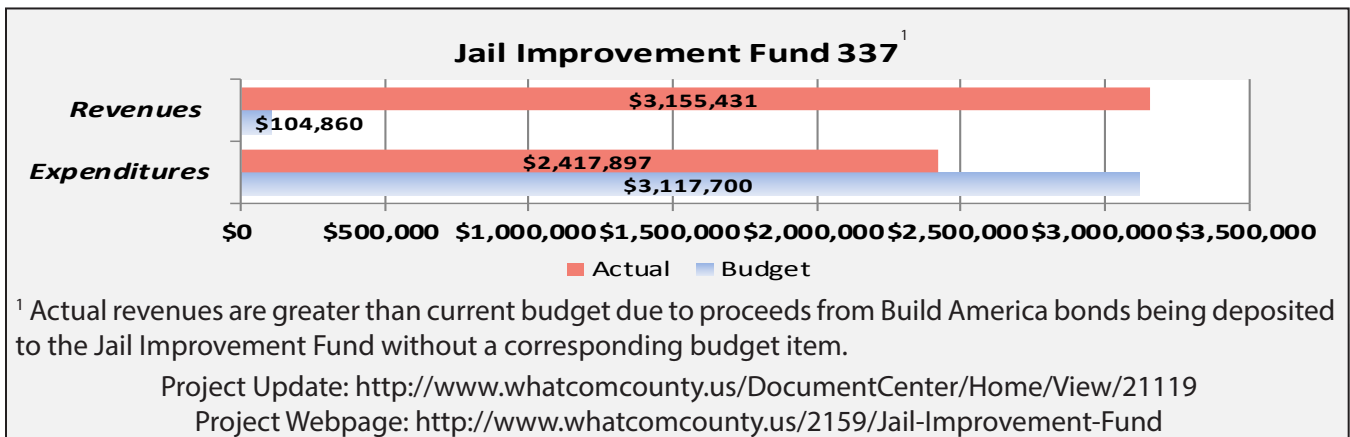 Jail Improvement Fund 337¹
Revenues
$3,155,431
$104,860
Expenditures
$2,417,897
$3,117,700
$0 $500,000 $1,000,000 $1,500,000 $2,000,000 $2,500,000 $3,000,000 $3,500,000
Actual Budget
¹ Actual revenues are greater than current budget due to proceeds from Build America bonds being deposited
to the Jail Improvement Fund without a corresponding budget item.
Project Update: http://www.whatcomcounty.us/DocumentCenter/Home/View/21119
Project Webpage: http://www.whatcomcounty.us/2159/Jail-Improvement-Fund